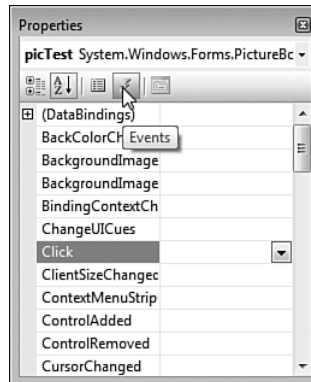 Properties
picTest System.Windows.Forms.PictureBc
(DataBindings)
BackColorCh
Events
BackgroundImage
BackgroundImage
BindingContextCh
ChangeUICues
Click
ClientSizeChangec
ContextMenuStrip
ControlAdded
ControlRemoved
CursorChanged